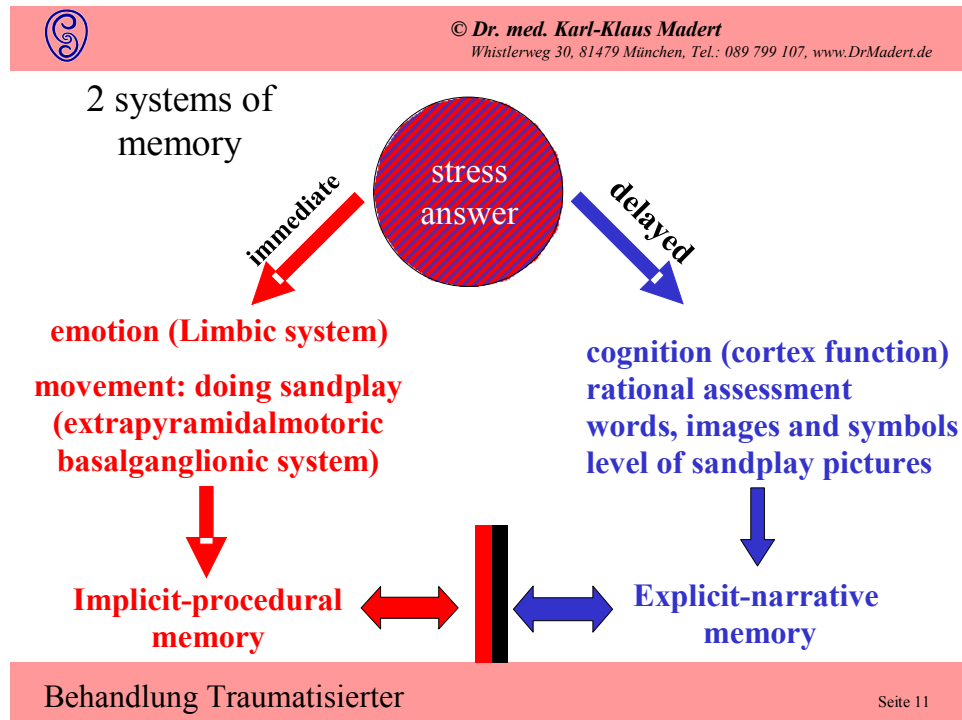 © Dr. med. Karl-Klaus Madert
Whistlerweg 30, 81479 München, Tel.: 089 799 107, www.DrMadert.de
2 systems of
memory
stress
answer
immediate
delayed
emotion (Limbic system)
movement: doing sandplay
(extrapyramidalmotoric
basalganglionic system)
cognition (cortex function)
rational assessment
words, images and symbols
level of sandplay pictures
Implicit-procedural
memory
Explicit-narrative
memory
Behandlung Traumatisierter
Seite 11